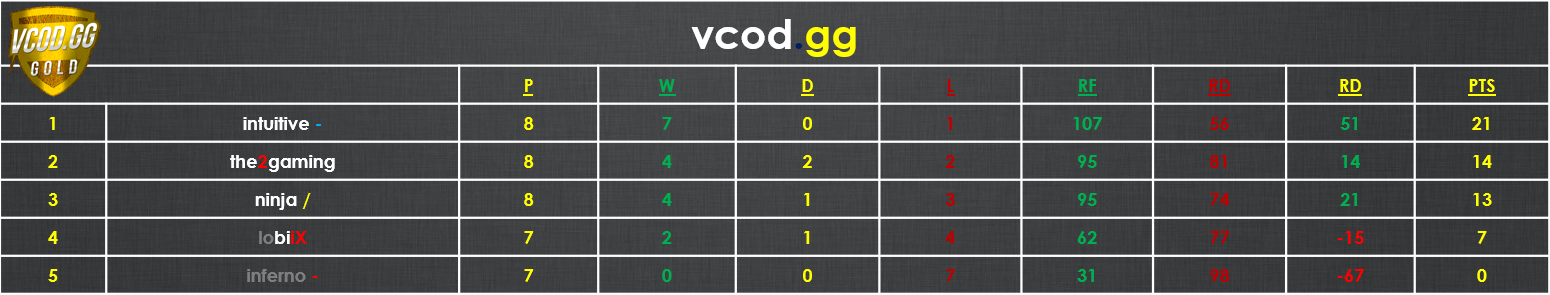 VCOD.GG
GOLD
vcod.gg
P W D L RF RD RD PTS
1 intuitive - 8 7 0 1 107 56 51 21
2 the2gaming 8 4 2 2 95 81 14 14
3 ninja / 8 4 1 3 95 74 21 13
4 lobiiX 7 2 1 4 62 77 -15 7
5 inferno - 7 0 0 7 31 98 -67 0